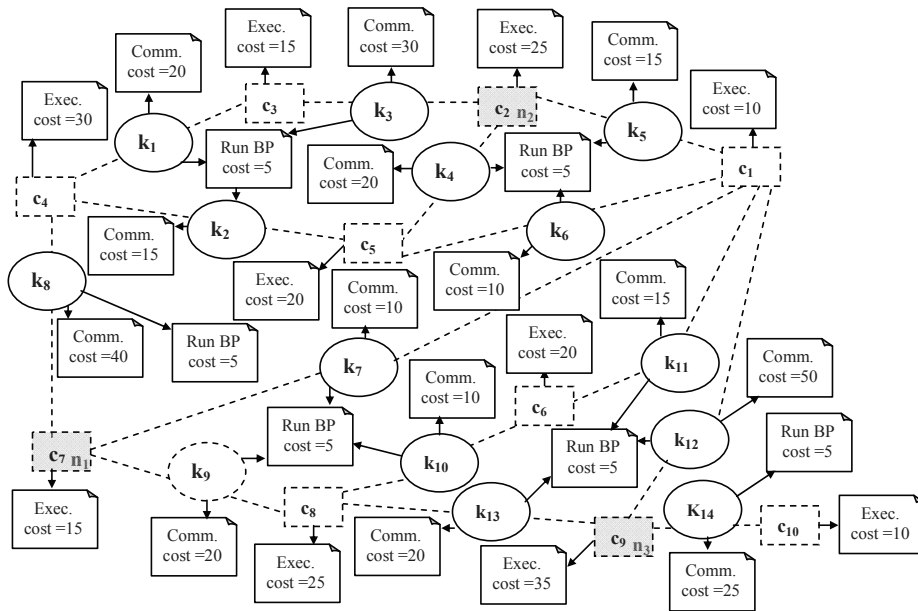 Exec.
cost =15
Comm.
cost =30
Exec.
cost =25
Comm.
cost =15
Comm.
cost =20
Exec.
cost =10
Exec.
cost =30
c3
k3
c2 n2
k5
k1
Run BP
cost =5
Comm.
cost =20
k4
Run BP
cost =5
c1
c4
k2
c5
k6
Comm.
cost =15
Exec.
cost =20
Comm.
cost =10
Comm.
cost =10
Comm.
cost =15
k8
Comm.
cost =40
Run BP
cost =5
k7
Exec.
cost =20
k11
Comm.
cost =50
Comm.
cost =10
c6
Run BP
cost =5
k12
Run BP
cost =5
Run BP
cost =5
c7 n1
k9
k10
c8
k13
K14
c9 n3
c10
Exec.
cost =15
Comm.
cost =20
Exec.
cost =25
Comm.
cost =20
Exec.
cost =35
Comm.
cost =25
Exec.
cost =10